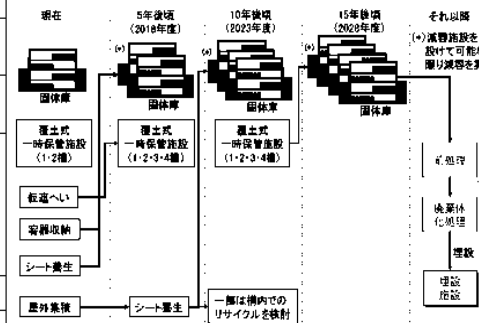 現在
5年後頃
(2018年度)
10年後頃
(2023年度)
15年後頃
(2028年度)
それ以降
(*)
(*)
(*)
(*)減容施設を
設けて可能な
限り減容を
固体庫
固体庫
固体庫
固体庫
覆土式
一時保管施設
(1・2槽)
覆土式
一時保管施設
(1・2・3・4槽)
覆土式
一時保管施設
(1・2・3・4槽)
伝遮へい
容器収納
シート養生
屋外集積
シート養生
一部は構内での
リサイクルを検討
前処理
廃棄体
化処理
埋設
埋設
施設